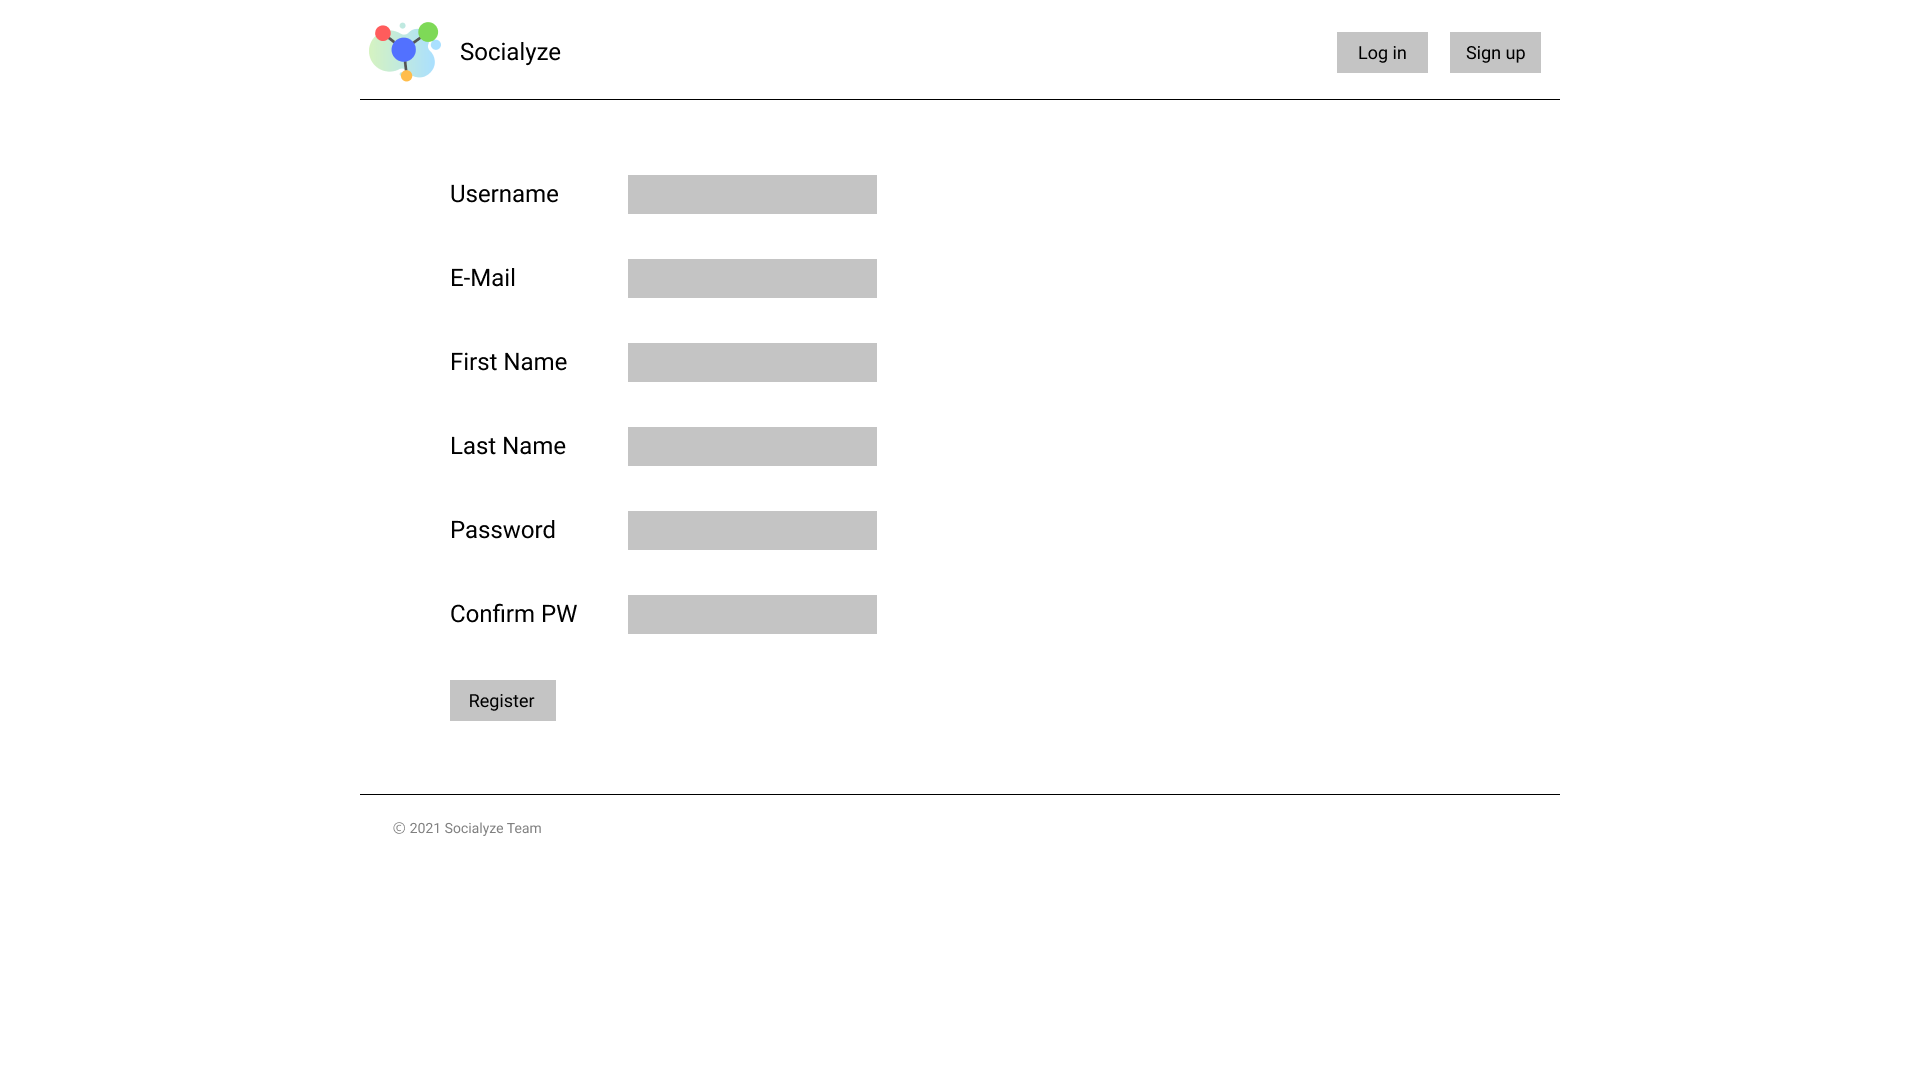 Socialyze
Log in
Sign up
Username
E-Mail
First Name
Last Name
Password
Confirm PW
Register
© 2021 Socialyze Team